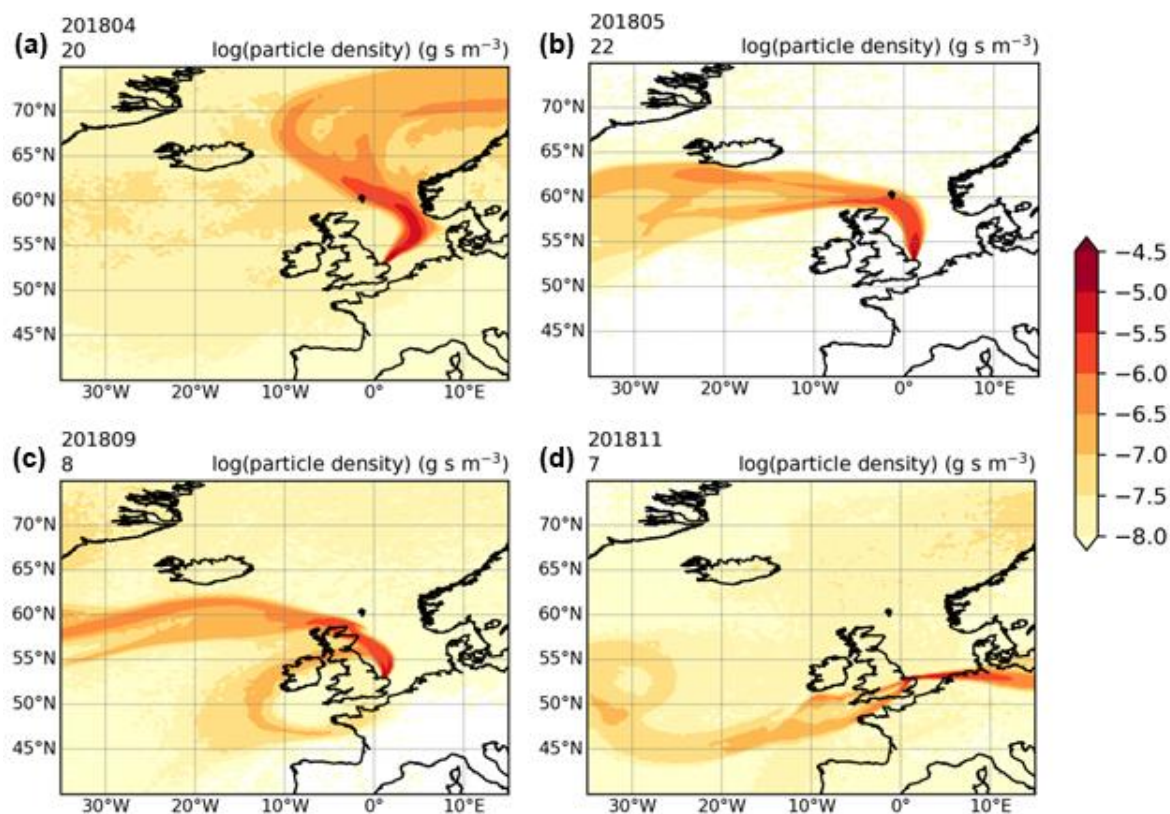 (a) 201804
20 log(particle density) (g s m⁻³)
70°N
65°N
60°N
55°N
50°N
45°N
30°W 20°W 10°W 0° 10°E
(b) 201805
22 log(particle density) (g s m⁻³)
70°N
65°N
60°N
55°N
50°N
45°N
30°W 20°W 10°W 0° 10°E
(c) 201809
8 log(particle density) (g s m⁻³)
70°N
65°N
60°N
55°N
50°N
45°N
30°W 20°W 10°W 0° 10°E
(d) 201811
7 log(particle density) (g s m⁻³)
70°N
65°N
60°N
55°N
50°N
45°N
30°W 20°W 10°W 0° 10°E
−4.5
−5.0
−5.5
−6.0
−6.5
−7.0
−7.5
−8.0